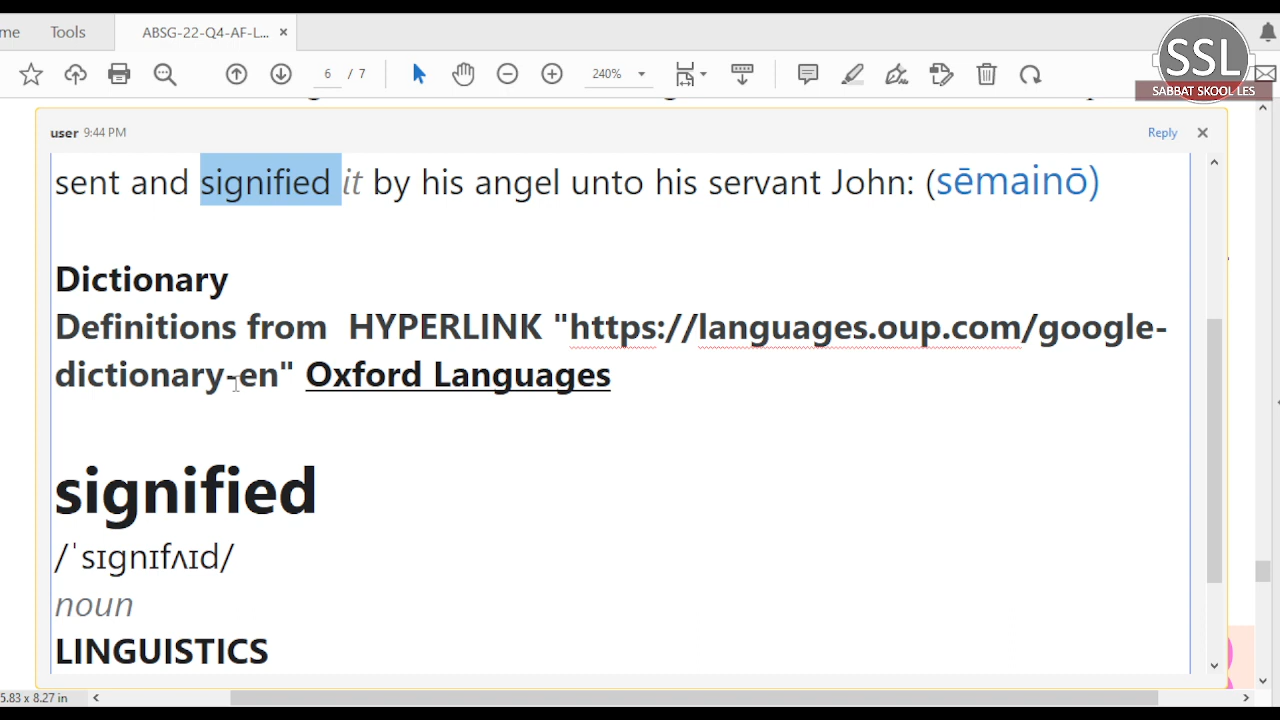 me Tools ABSG-22-Q4-AF-L... ×
SSL
SABBAT SKOOL LES
6 / 7 240%
user 9:44 PM Reply
sent and signified it by his angel unto his servant John: (sēmainō)
Dictionary
Definitions from HYPERLINK "https://languages.oup.com/google-
dictionary-en" Oxford Languages
signified
/ˈsɪɡnɪfʌɪd/
noun
LINGUISTICS
5.83 x 8.27 in